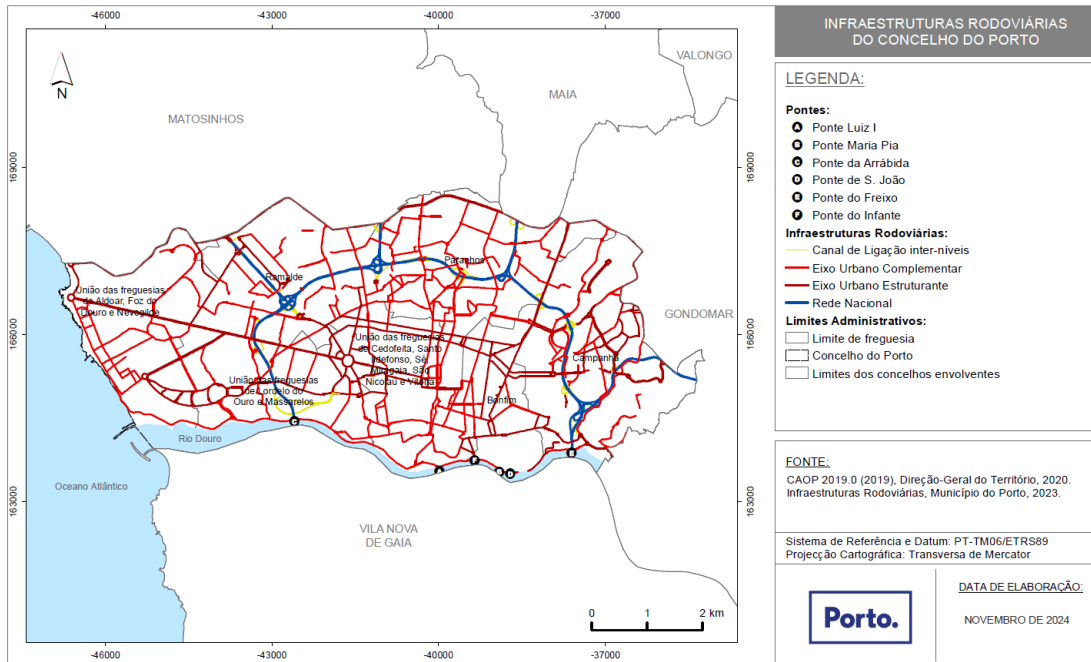 -46000
-43000
-40000
-37000
INFRAESTRUTURAS RODOVIÁRIAS
DO CONCELHO DO PORTO
VALONGO
MAIA
MATOSINHOS
N
169000
169000
LEGENDA:
Pontes:
A Ponte Luiz I
B Ponte Maria Pia
C Ponte da Arrábida
D Ponte de S. João
E Ponte do Freixo
F Ponte do Infante
Infraestruturas Rodoviárias:
Canal de Ligação inter-níveis
Eixo Urbano Complementar
Eixo Urbano Estruturante
Rede Nacional
Limites Administrativos:
Limite de freguesia
Concelho do Porto
Limites dos concelhos envolventes
Paranhos
Ramalde
União das freguesias
de Aldoar, Foz do
Douro e Nevogilde
GONDOMAR
166000
166000
União das freguesias
de Cedofeita, Santo
Ildefonso, Sé,
Miragaia, São
Nicolau e Vitória
Campanhã
União das freguesias
de Lordelo do
Ouro e Massarelos
Bonfim
C
Rio Douro
F
E
D
Oceano Atlântico
163000
163000
VILA NOVA
DE GAIA
FONTE:
CAOP 2019.0 (2019), Direção-Geral do Território, 2020.
Infraestruturas Rodoviárias, Município do Porto, 2023.
Sistema de Referência e Datum: PT-TM06/ETRS89
Projecção Cartográfica: Transversa de Mercator
Porto.
DATA DE ELABORAÇÃO:
NOVEMBRO DE 2024
0 1 2 km
-46000
-43000
-40000
-37000